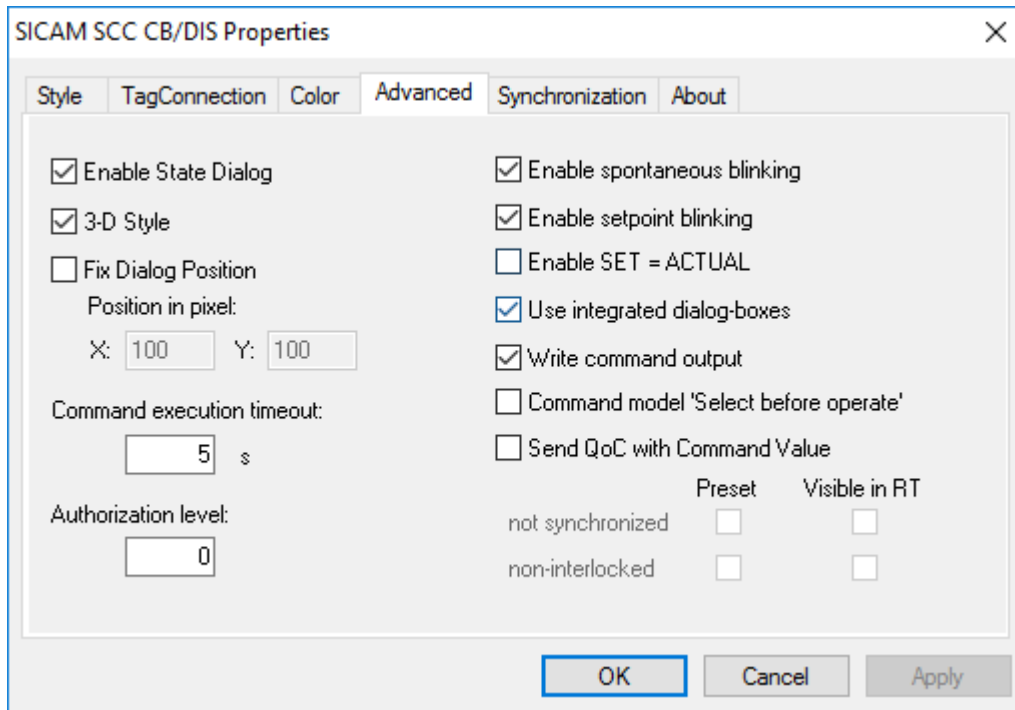 SICAM SCC CB/DIS Properties
Style TagConnection Color Advanced Synchronization About
Enable State Dialog
3-D Style
Fix Dialog Position
Position in pixel:
X: 100 Y: 100
Command execution timeout:
5 s
Authorization level:
0
Enable spontaneous blinking
Enable setpoint blinking
Enable SET = ACTUAL
Use integrated dialog-boxes
Write command output
Command model 'Select before operate'
Send QoC with Command Value
Preset Visible in RT
not synchronized
non-interlocked
OK Cancel Apply